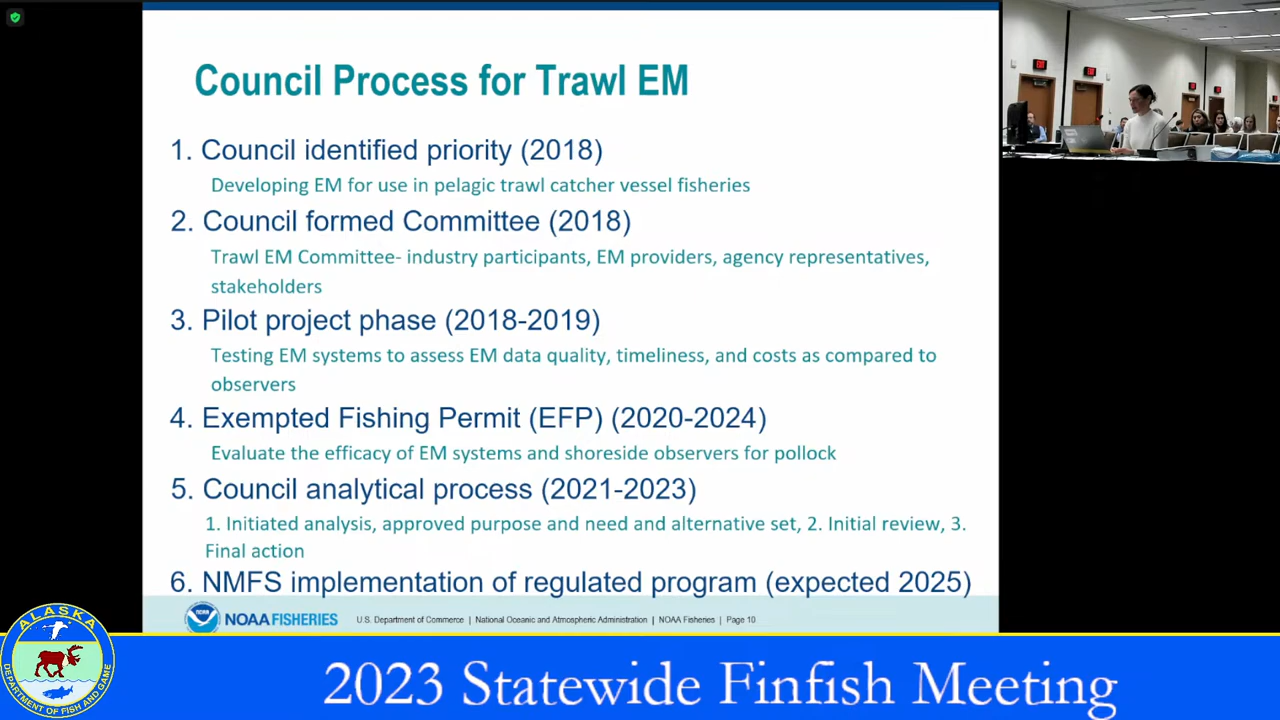 Council Process for Trawl EM
1. Council identified priority (2018)
Developing EM for use in pelagic trawl catcher vessel fisheries
2. Council formed Committee (2018)
Trawl EM Committee- industry participants, EM providers, agency representatives,
stakeholders
3. Pilot project phase (2018-2019)
Testing EM systems to assess EM data quality, timeliness, and costs as compared to
observers
4. Exempted Fishing Permit (EFP) (2020-2024)
Evaluate the efficacy of EM systems and shoreside observers for pollock
5. Council analytical process (2021-2023)
1. Initiated analysis, approved purpose and need and alternative set, 2. Initial review, 3.
Final action
6. NMFS implementation of regulated program (expected 2025)
NOAA FISHERIES
U.S. Department of Commerce | National Oceanic and Atmospheric Administration | NOAA Fisheries | Page 10
ALASKA
DEPARTMENT OF FISH AND GAME
2023 Statewide Finfish Meeting